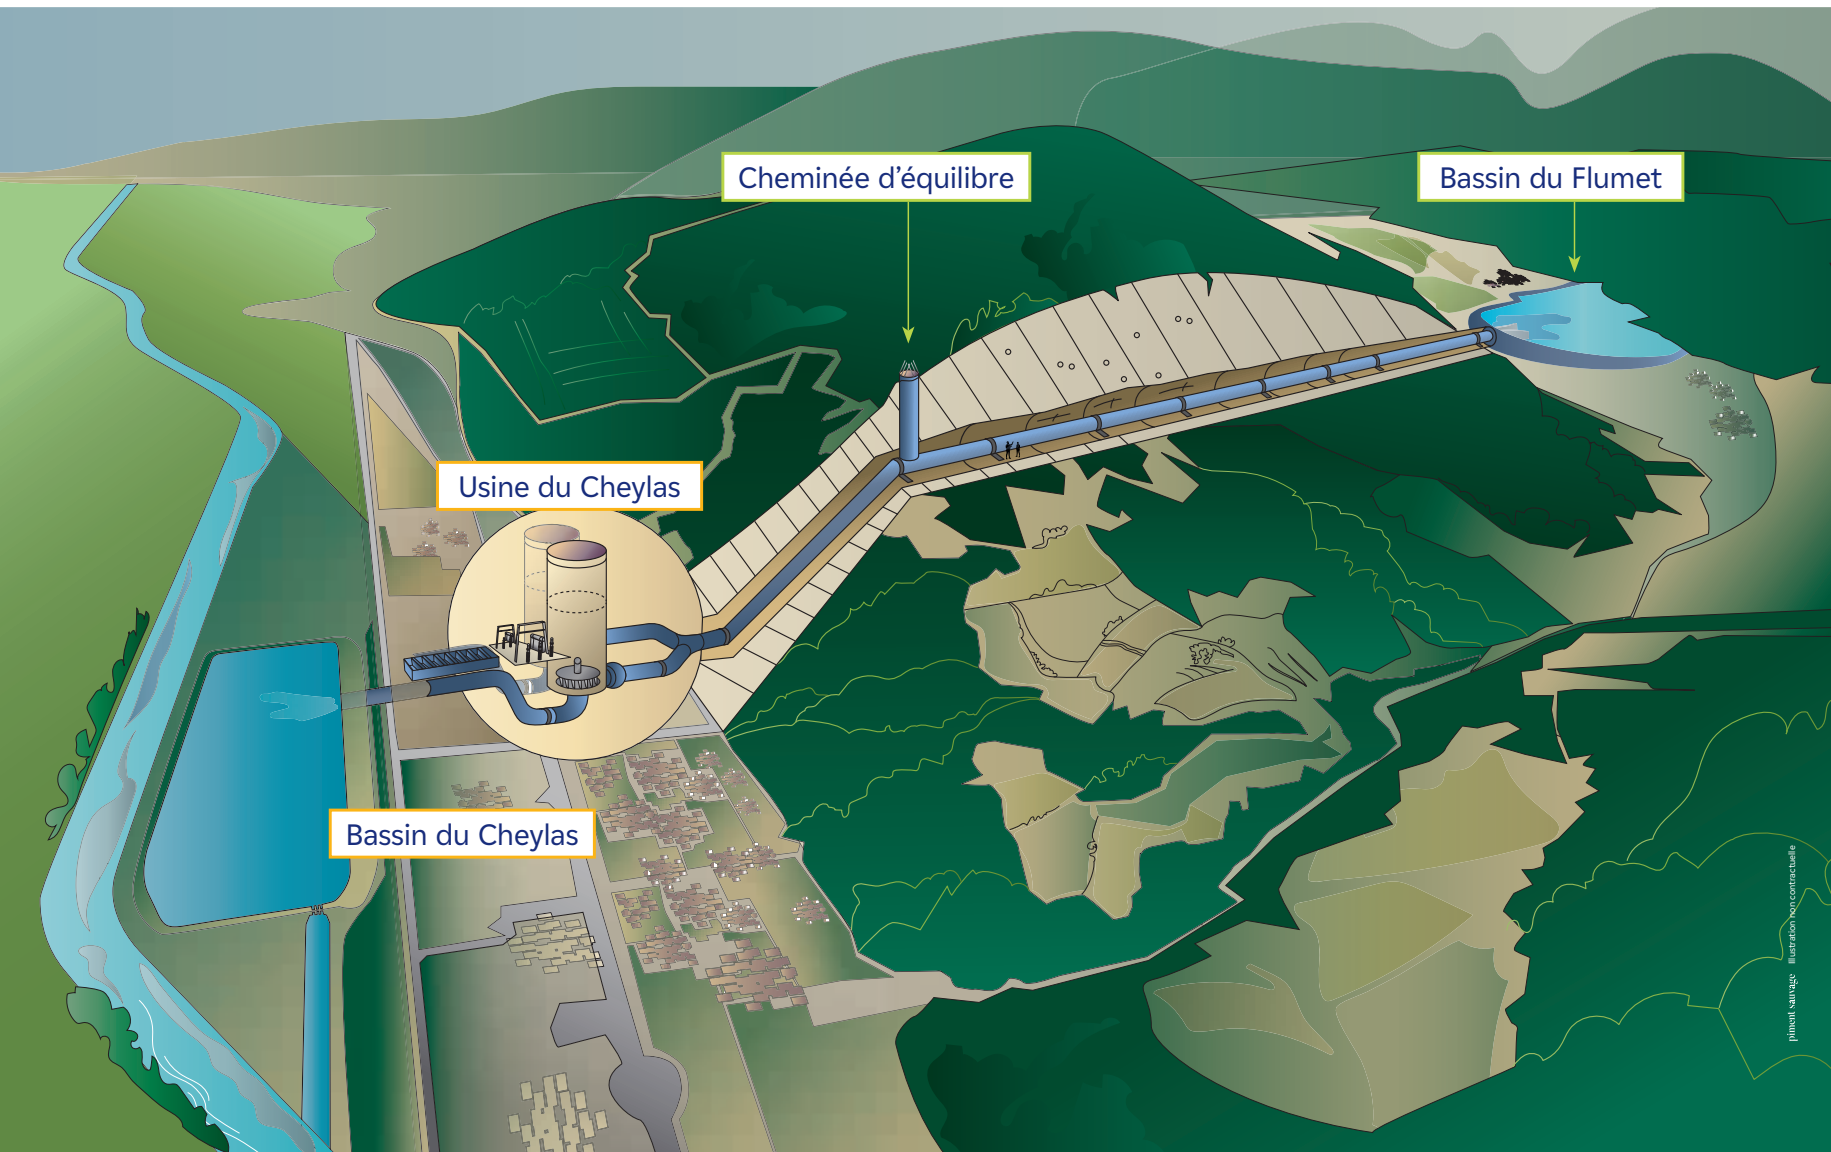 Cheminée d’équilibre
Bassin du Flumet
Usine du Cheylas
Bassin du Cheylas
piment sauvage Illustration non contractuelle